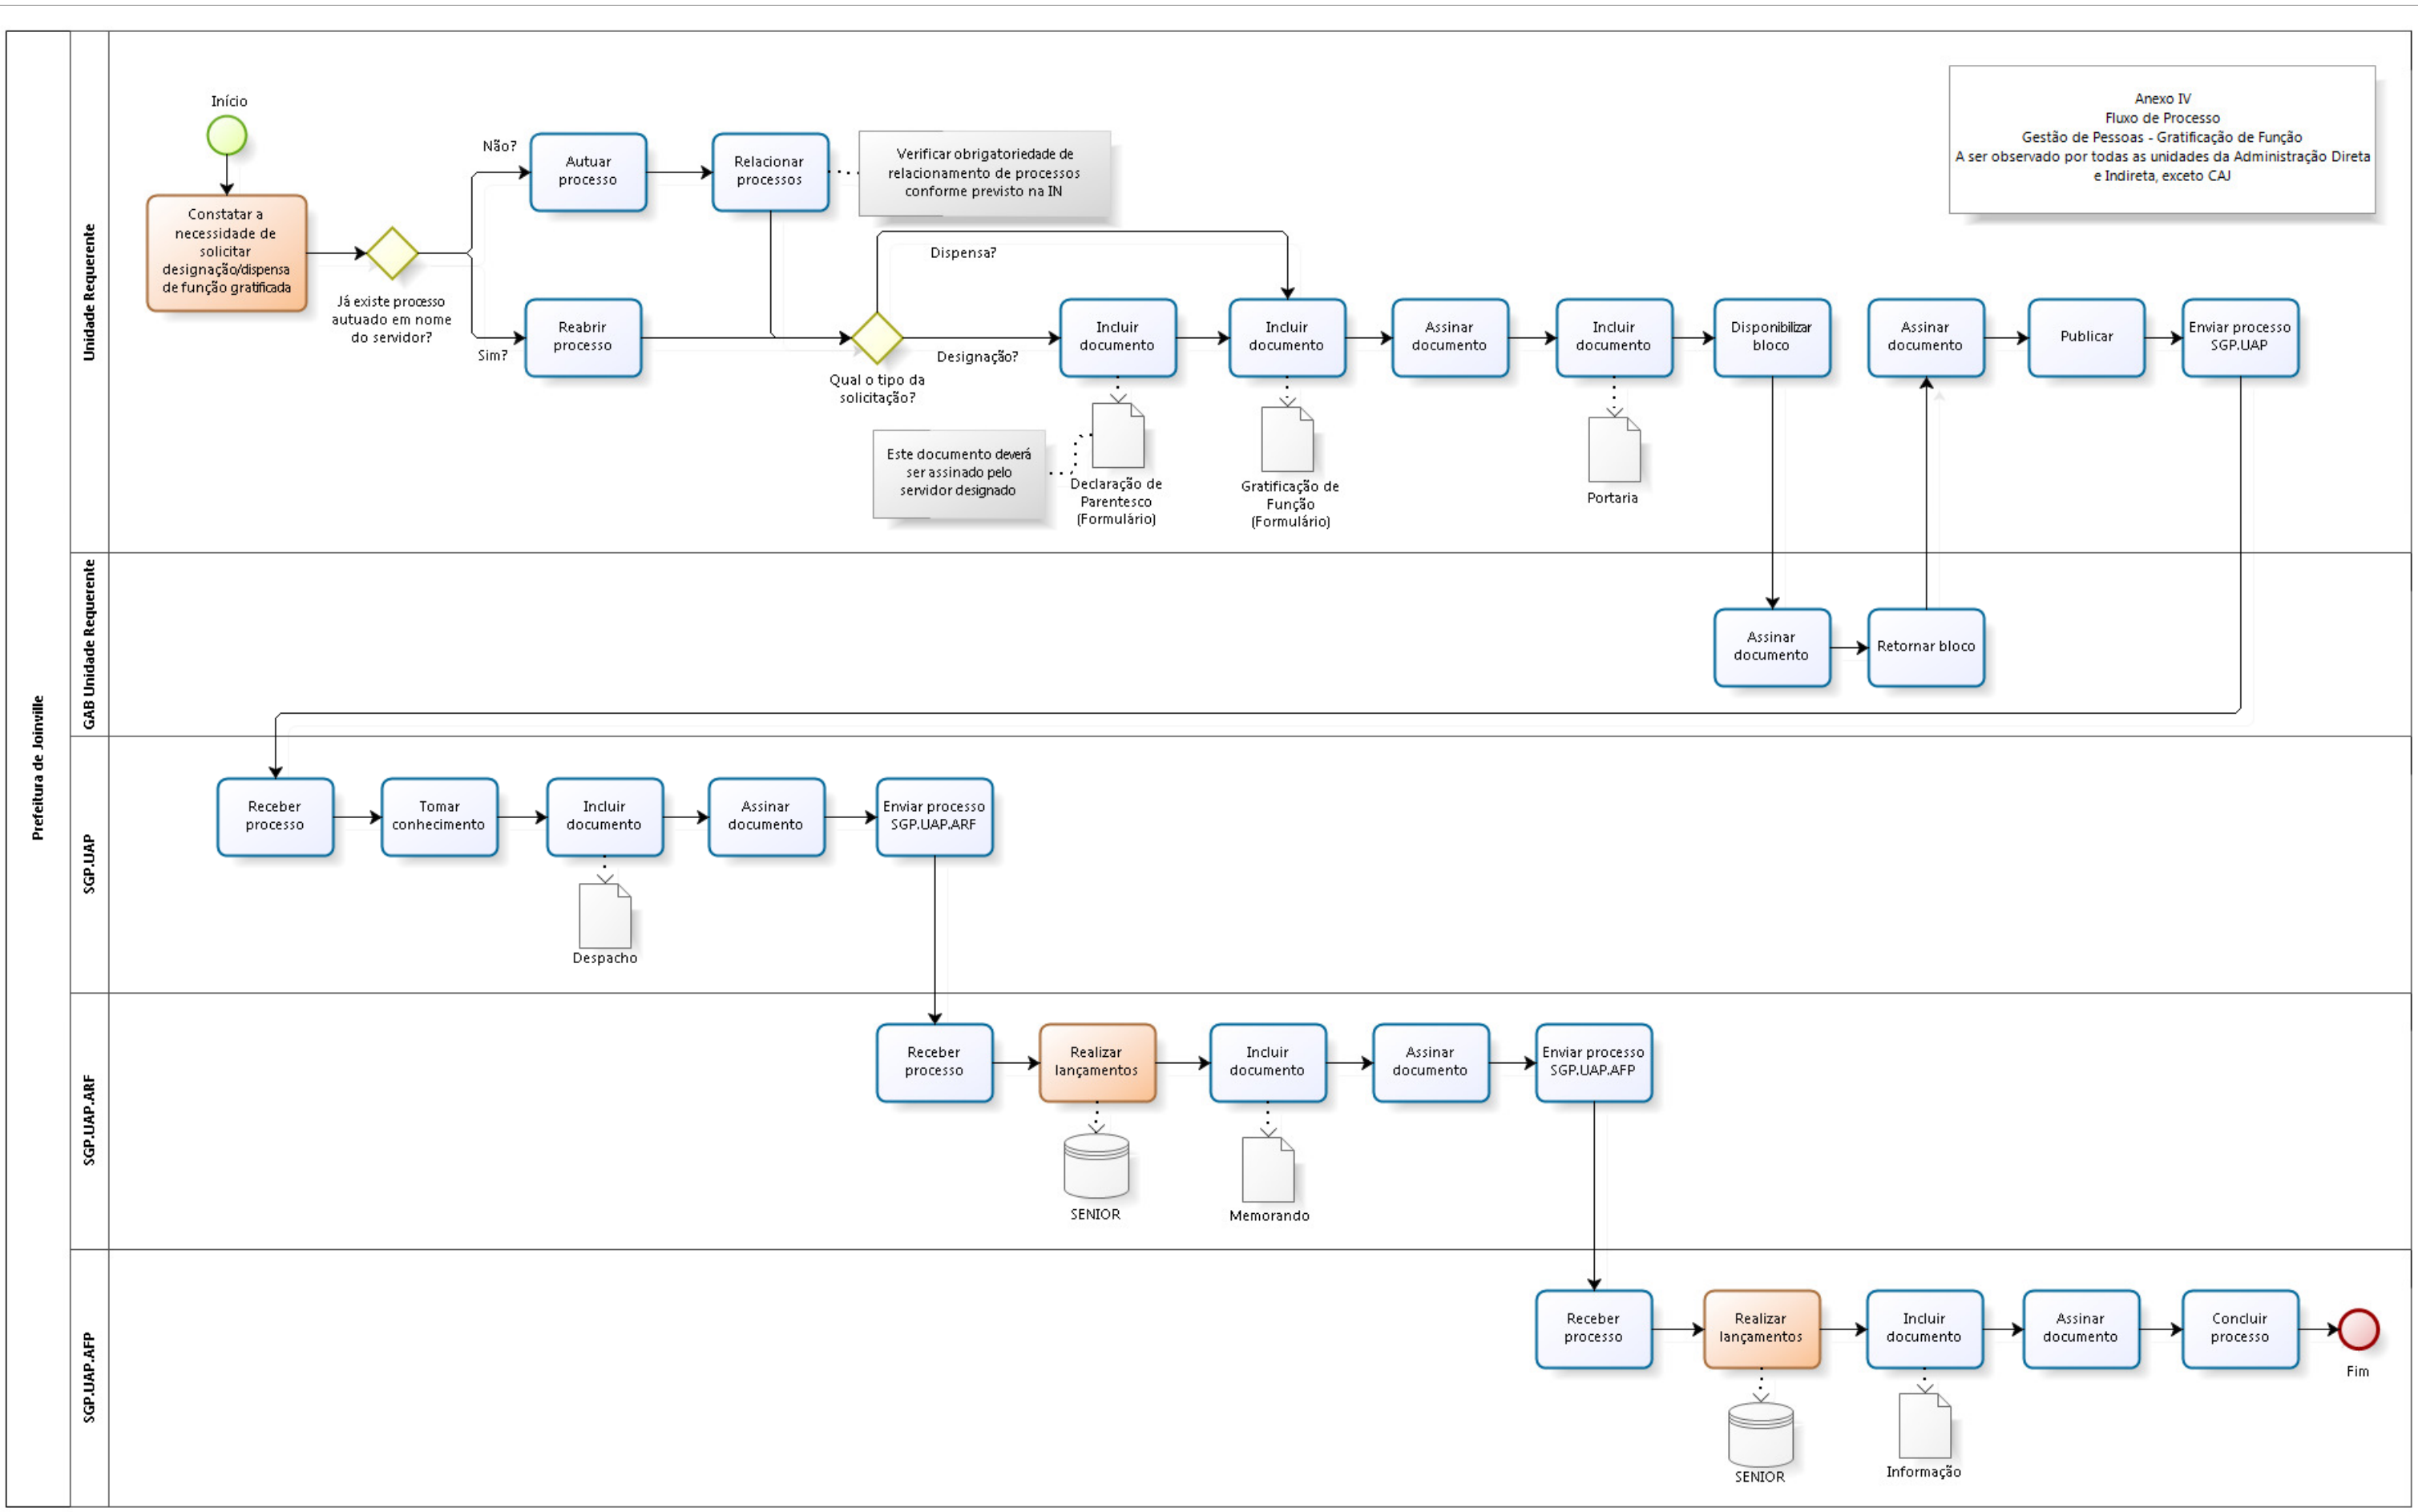 Prefeitura de Joinville
Unidade Requerente
Início
Constatar a
necessidade de
solicitar
designação/dispensa
de função gratificada
Já existe processo
autuado em nome
do servidor?
Não?
Sim?
Autuar
processo
Relacionar
processos
Verificar obrigatoriedade de
relacionamento de processos
conforme previsto na IN
Reabrir
processo
Qual o tipo da
solicitação?
Dispensa?
Designação?
Incluir
documento
Este documento deverá
ser assinado pelo
servidor designado
Declaração de
Parentesco
(Formulário)
Incluir
documento
Gratificação de
Função
(Formulário)
Assinar
documento
Incluir
documento
Portaria
Disponibilizar
bloco
Assinar
documento
Publicar
Enviar processo
SGP.UAP
Anexo IV
Fluxo de Processo
Gestão de Pessoas - Gratificação de Função
A ser observado por todas as unidades da Administração Direta
e Indireta, exceto CAJ
GAB Unidade Requerente
Assinar
documento
Retornar bloco
SGP.UAP
Receber
processo
Tomar
conhecimento
Incluir
documento
Despacho
Assinar
documento
Enviar processo
SGP.UAP.ARF
SGP.UAP.ARF
Receber
processo
Realizar
lançamentos
SENIOR
Incluir
documento
Memorando
Assinar
documento
Enviar processo
SGP.UAP.AFP
SGP.UAP.AFP
Receber
processo
Realizar
lançamentos
SENIOR
Incluir
documento
Informação
Assinar
documento
Concluir
processo
Fim